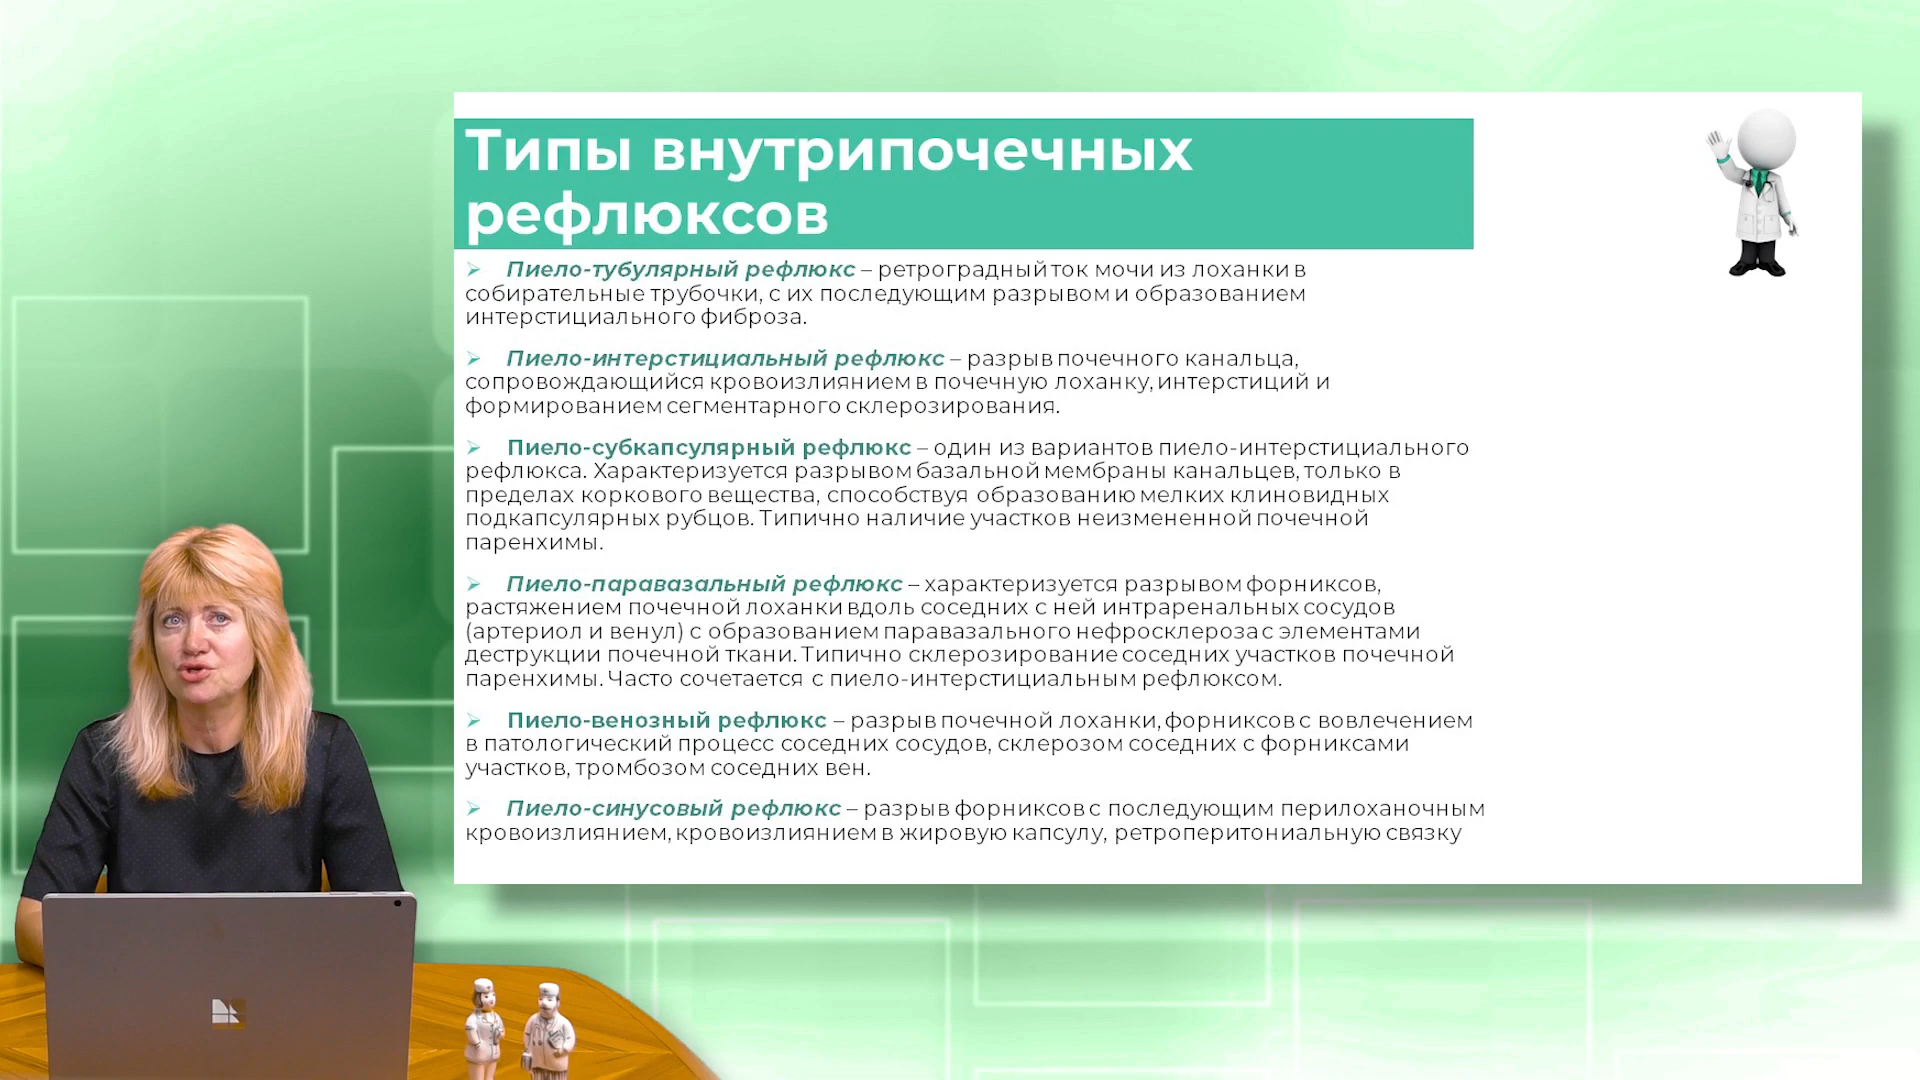 Типы внутрипочечных
рефлюксов
Пиело-тубулярный рефлюкс – ретроградный ток мочи из лоханки в
собирательные трубочки, с их последующим разрывом и образованием
интерстициального фиброза.
Пиело-интерстициальный рефлюкс – разрыв почечного канальца,
сопровождающийся кровоизлиянием в почечную лоханку, интерстиций и
формированием сегментарного склерозирования.
Пиело-субкапсулярный рефлюкс – один из вариантов пиело-интерстициального
рефлюкса. Характеризуется разрывом базальной мембраны канальцев, только в
пределах коркового вещества, способствуя образованию мелких клиновидных
подкапсулярных рубцов. Типично наличие участков неизмененной почечной
паренхимы.
Пиело-паравазальный рефлюкс – характеризуется разрывом форниксов,
растяжением почечной лоханки вдоль соседних с ней интраренальных сосудов
(артериол и венул) с образованием паравазального нефросклероза с элементами
деструкции почечной ткани. Типично склерозирование соседних участков почечной
паренхимы. Часто сочетается с пиело-интерстициальным рефлюксом.
Пиело-венозный рефлюкс – разрыв почечной лоханки, форниксов с вовлечением
в патологический процесс соседних сосудов, склерозом соседних с форниксами
участков, тромбозом соседних вен.
Пиело-синусовый рефлюкс – разрыв форниксов с последующим перилоханочным
кровоизлиянием, кровоизлиянием в жировую капсулу, ретроперитониальную связку